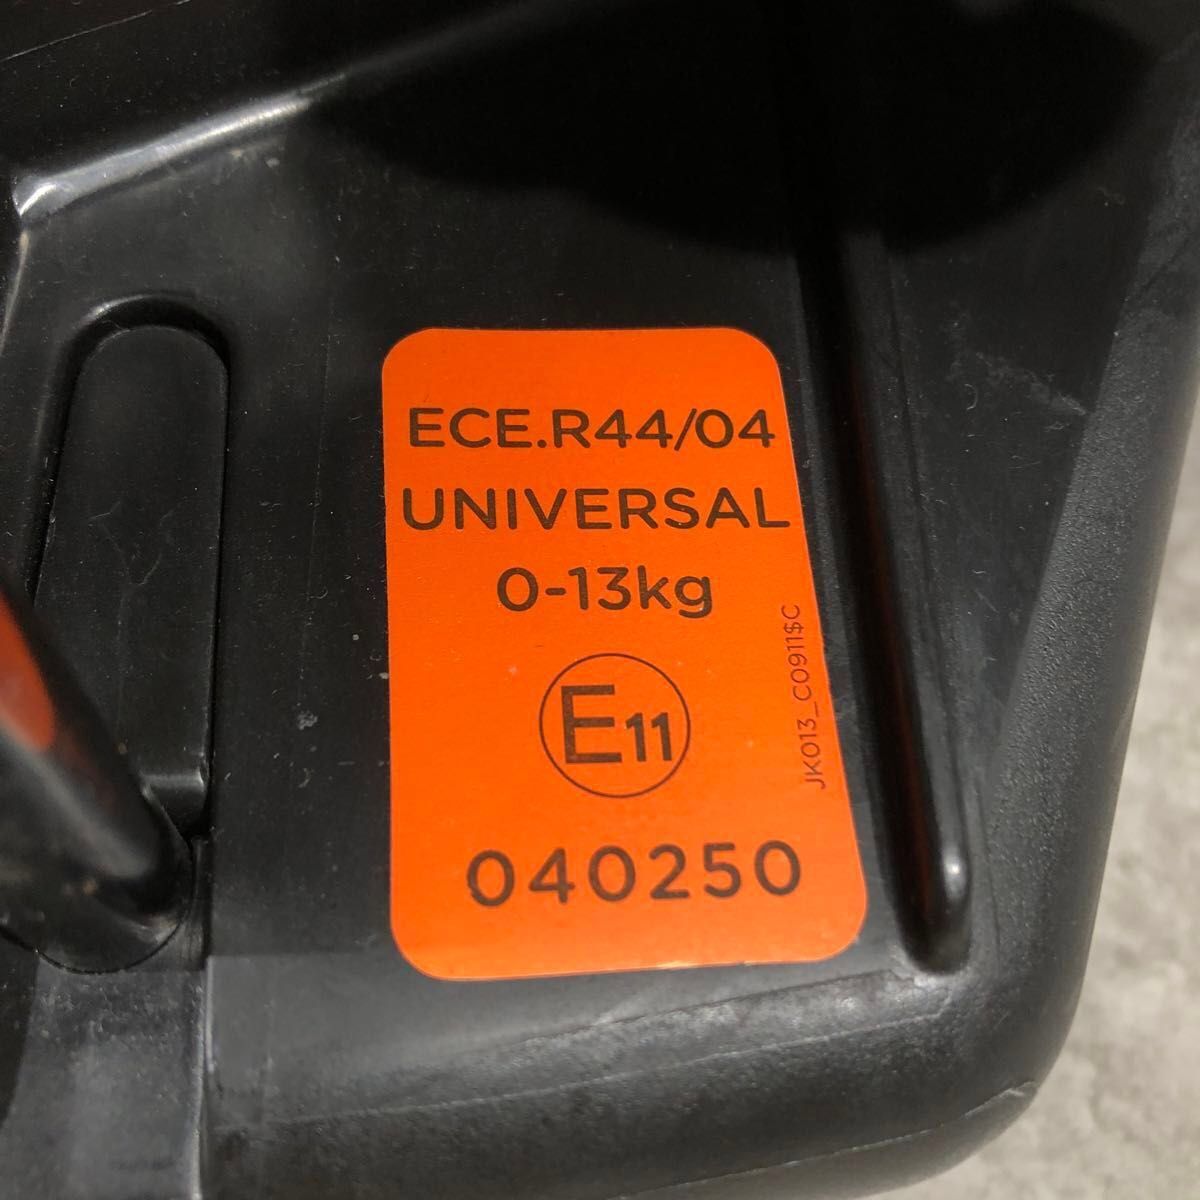 ECE.R44/04
UNIVERSAL
0-13kg
E11
040250
JK013_C0911$C